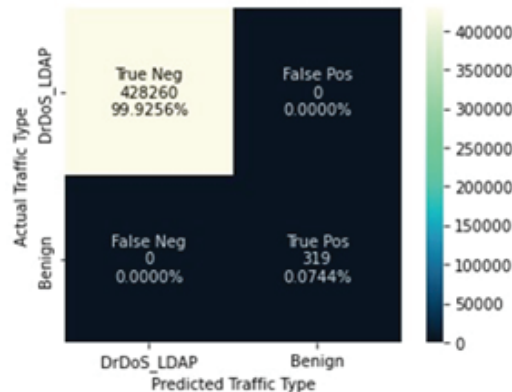 True Neg
428260
99.9256%
False Pos
0
0.0000%
False Neg
0
0.0000%
True Pos
319
0.0744%
Actual Traffic Type
DrDoS_LDAP
Benign
DrDoS_LDAP
Benign
Predicted Traffic Type
400000
350000
300000
250000
200000
150000
100000
50000
0